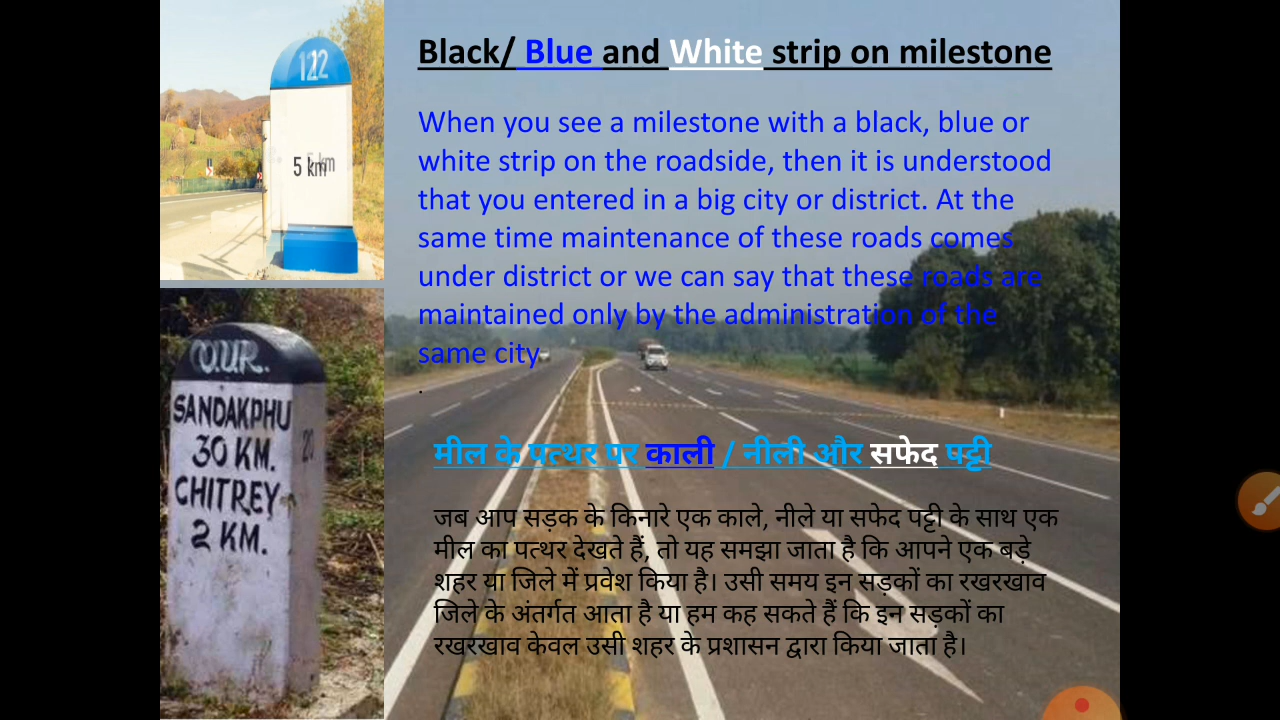 122
5 km
O.U.R.
SANDAKPHU
30 KM.
CHITREY
2 KM.
20
Black/ Blue and White strip on milestone
When you see a milestone with a black, blue or
white strip on the roadside, then it is understood
that you entered in a big city or district. At the
same time maintenance of these roads comes
under district or we can say that these roads are
maintained only by the administration of the
same city
.
मील के पत्थर पर काली / नीली और सफेद पट्टी
जब आप सड़क के किनारे एक काले, नीले या सफेद पट्टी के साथ एक
मील का पत्थर देखते हैं, तो यह समझा जाता है कि आपने एक बड़े
शहर या जिले में प्रवेश किया है। उसी समय इन सड़कों का रखरखाव
जिले के अंतर्गत आता है या हम कह सकते हैं कि इन सड़कों का
रखरखाव केवल उसी शहर के प्रशासन द्वारा किया जाता है।